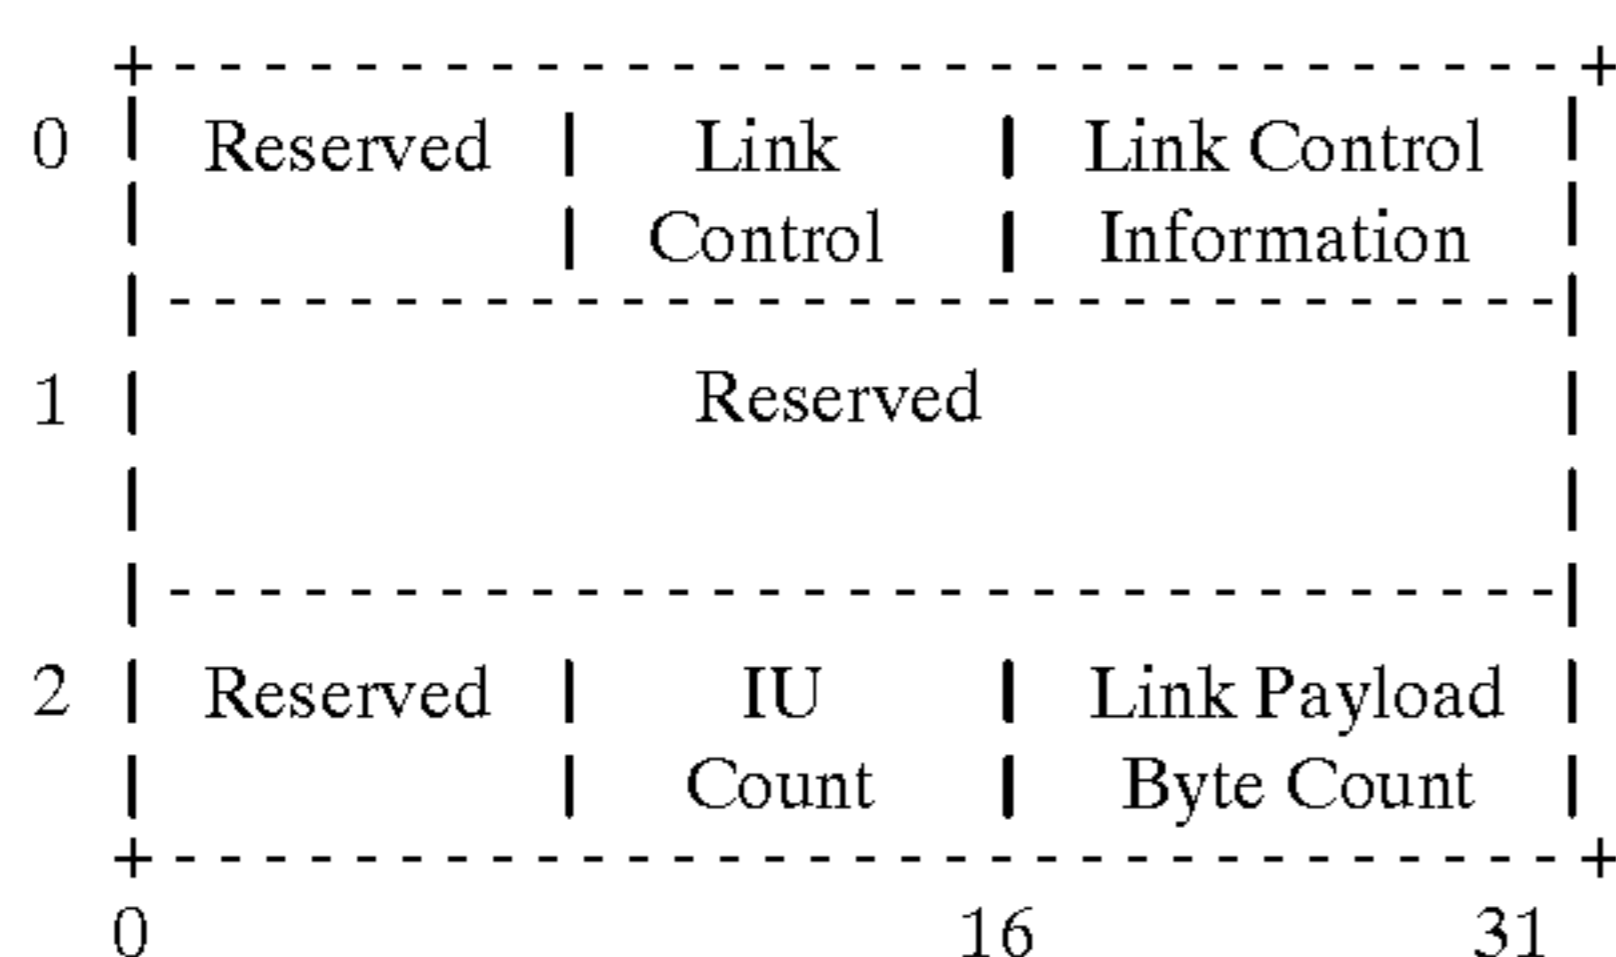 0 Reserved Link Link Control
Control Information
1 Reserved
2 Reserved IU Link Payload
Count Byte Count
0 16 31